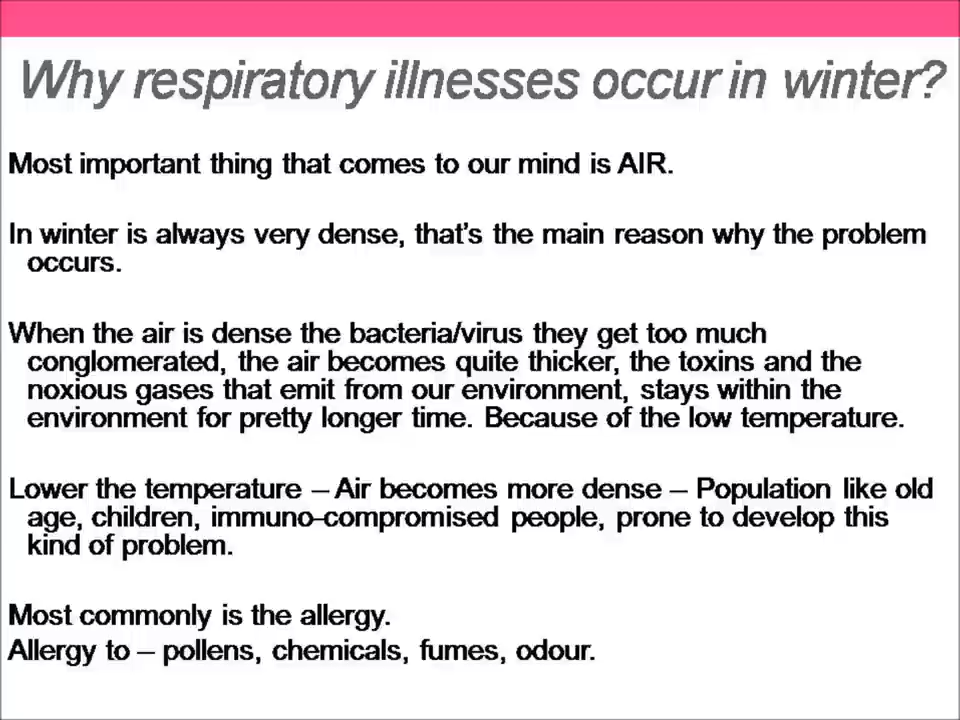 Why respiratory illnesses occur in winter?
Most important thing that comes to our mind is AIR.
In winter is always very dense, that's the main reason why the problem
occurs.
When the air is dense the bacteria/virus they get too much
conglomerated, the air becomes quite thicker, the toxins and the
noxious gases that emit from our environment, stays within the
environment for pretty longer time. Because of the low temperature.
Lower the temperature – Air becomes more dense – Population like old
age, children, immuno-compromised people, prone to develop this
kind of problem.
Most commonly is the allergy.
Allergy to – pollens, chemicals, fumes, odour.